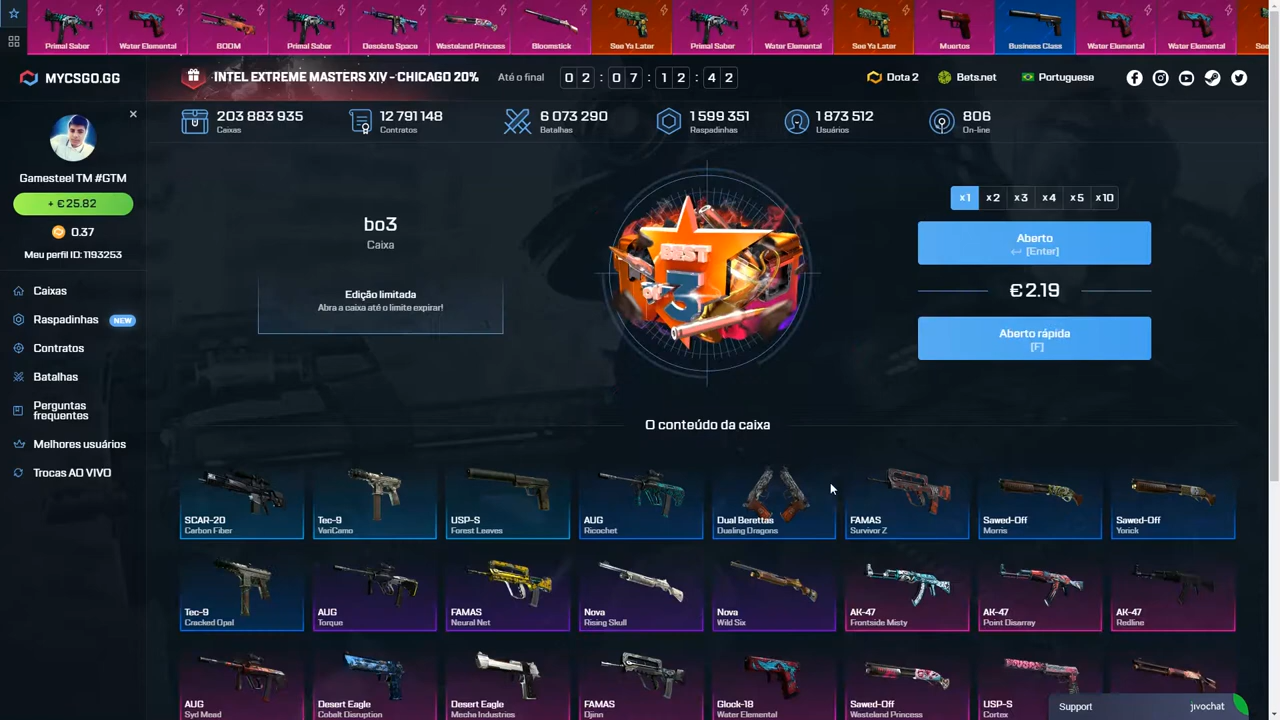 Primal Saber
Water Elemental
BOOM
Primal Saber
Desolate Space
Wasteland Princess
Bloomstick
See Ya Later
Primal Saber
Water Elemental
See Ya Later
Muertos
Business Class
Water Elemental
Water Elemental
See
MYCSGO.GG
INTEL EXTREME MASTERS XIV - CHICAGO 20%
Até o final
0 2 : 0 7 : 1 2 : 4 2
Dota 2
Bets.net
Portuguese
203 883 935
Caixas
12 791 148
Contratos
6 073 290
Batalhas
1 599 351
Raspadinhas
1 873 512
Usuários
806
On-line
Gamesteel TM #GTM
+ €25.82
0.37
Meu perfil ID: 1193253
Caixas
Raspadinhas NEW
Contratos
Batalhas
Perguntas
frequentes
Melhores usuários
Trocas AO VIVO
bo3
Caixa
Edição limitada
Abra a caixa até o limite expirar!
BEST
OF 3
x1 x2 x3 x4 x5 x10
Aberto
[Enter]
€2.19
Aberto rápida
[F]
O conteúdo da caixa
SCAR-20
Carbon Fiber
Tec-9
VariCamo
USP-S
Forest Leaves
AUG
Ricochet
Dual Berettas
Dualing Dragons
FAMAS
Survivor Z
Sawed-Off
Morris
Sawed-Off
Yorick
Tec-9
Cracked Opal
AUG
Torque
FAMAS
Neural Net
Nova
Rising Skull
Nova
Wild Six
AK-47
Frontside Misty
AK-47
Point Disarray
AK-47
Redline
AUG
Syd Mead
Desert Eagle
Cobalt Disruption
Desert Eagle
Mecha Industries
FAMAS
Djinn
Glock-18
Water Elemental
Sawed-Off
Wasteland Princess
USP-S
Cortex
Support
jivochat